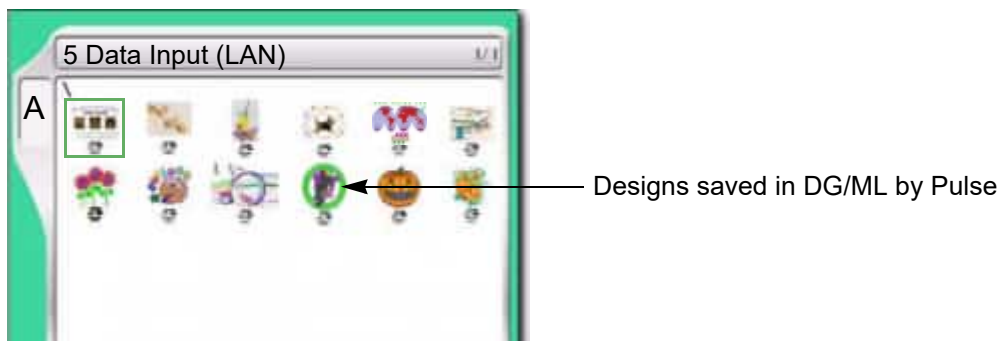 5 Data Input (LAN)
1/1
A
\
Designs saved in DG/ML by Pulse